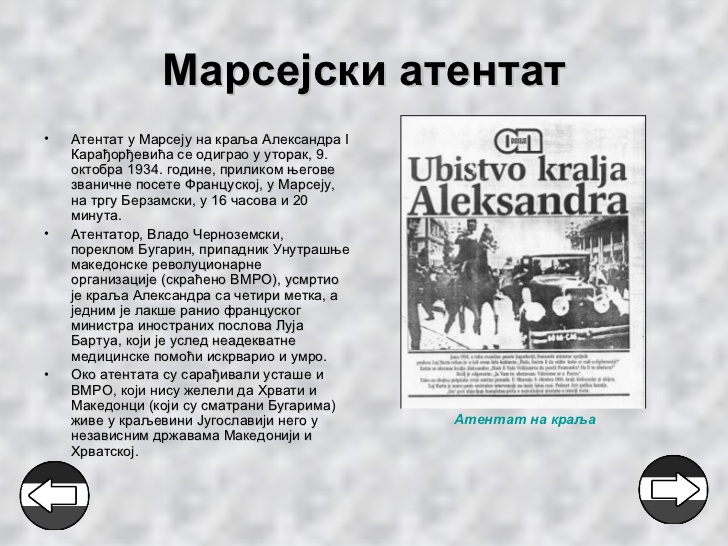 Марсејски атентат
• Атентат у Марсеју на краља Александра I
Карађорђевића се одиграо у уторак, 9.
октобра 1934. године, приликом његове
званичне посете Француској, у Марсеју,
на тргу Берзамски, у 16 часова и 20
минута.
• Атентатор, Владо Черноземски,
пореклом Бугарин, припадник Унутрашње
македонске револуционарне
организације (скраћено ВМРО), усмртио
је краља Александра са четири метка, а
једним је лакше ранио француског
министра иностраних послова Луја
Бартуа, који је услед неадекватне
медицинске помоћи искрварио и умро.
• Око атентата су сарађивали усташе и
ВМРО, који нису желели да Хрвати и
Македонци (који су сматрани Бугарима)
живе у краљевини Југославији него у
независним државама Македонији и
Хрватској.
DOSIJE
Ubistvo kralja
Aleksandra
Атентат на краља